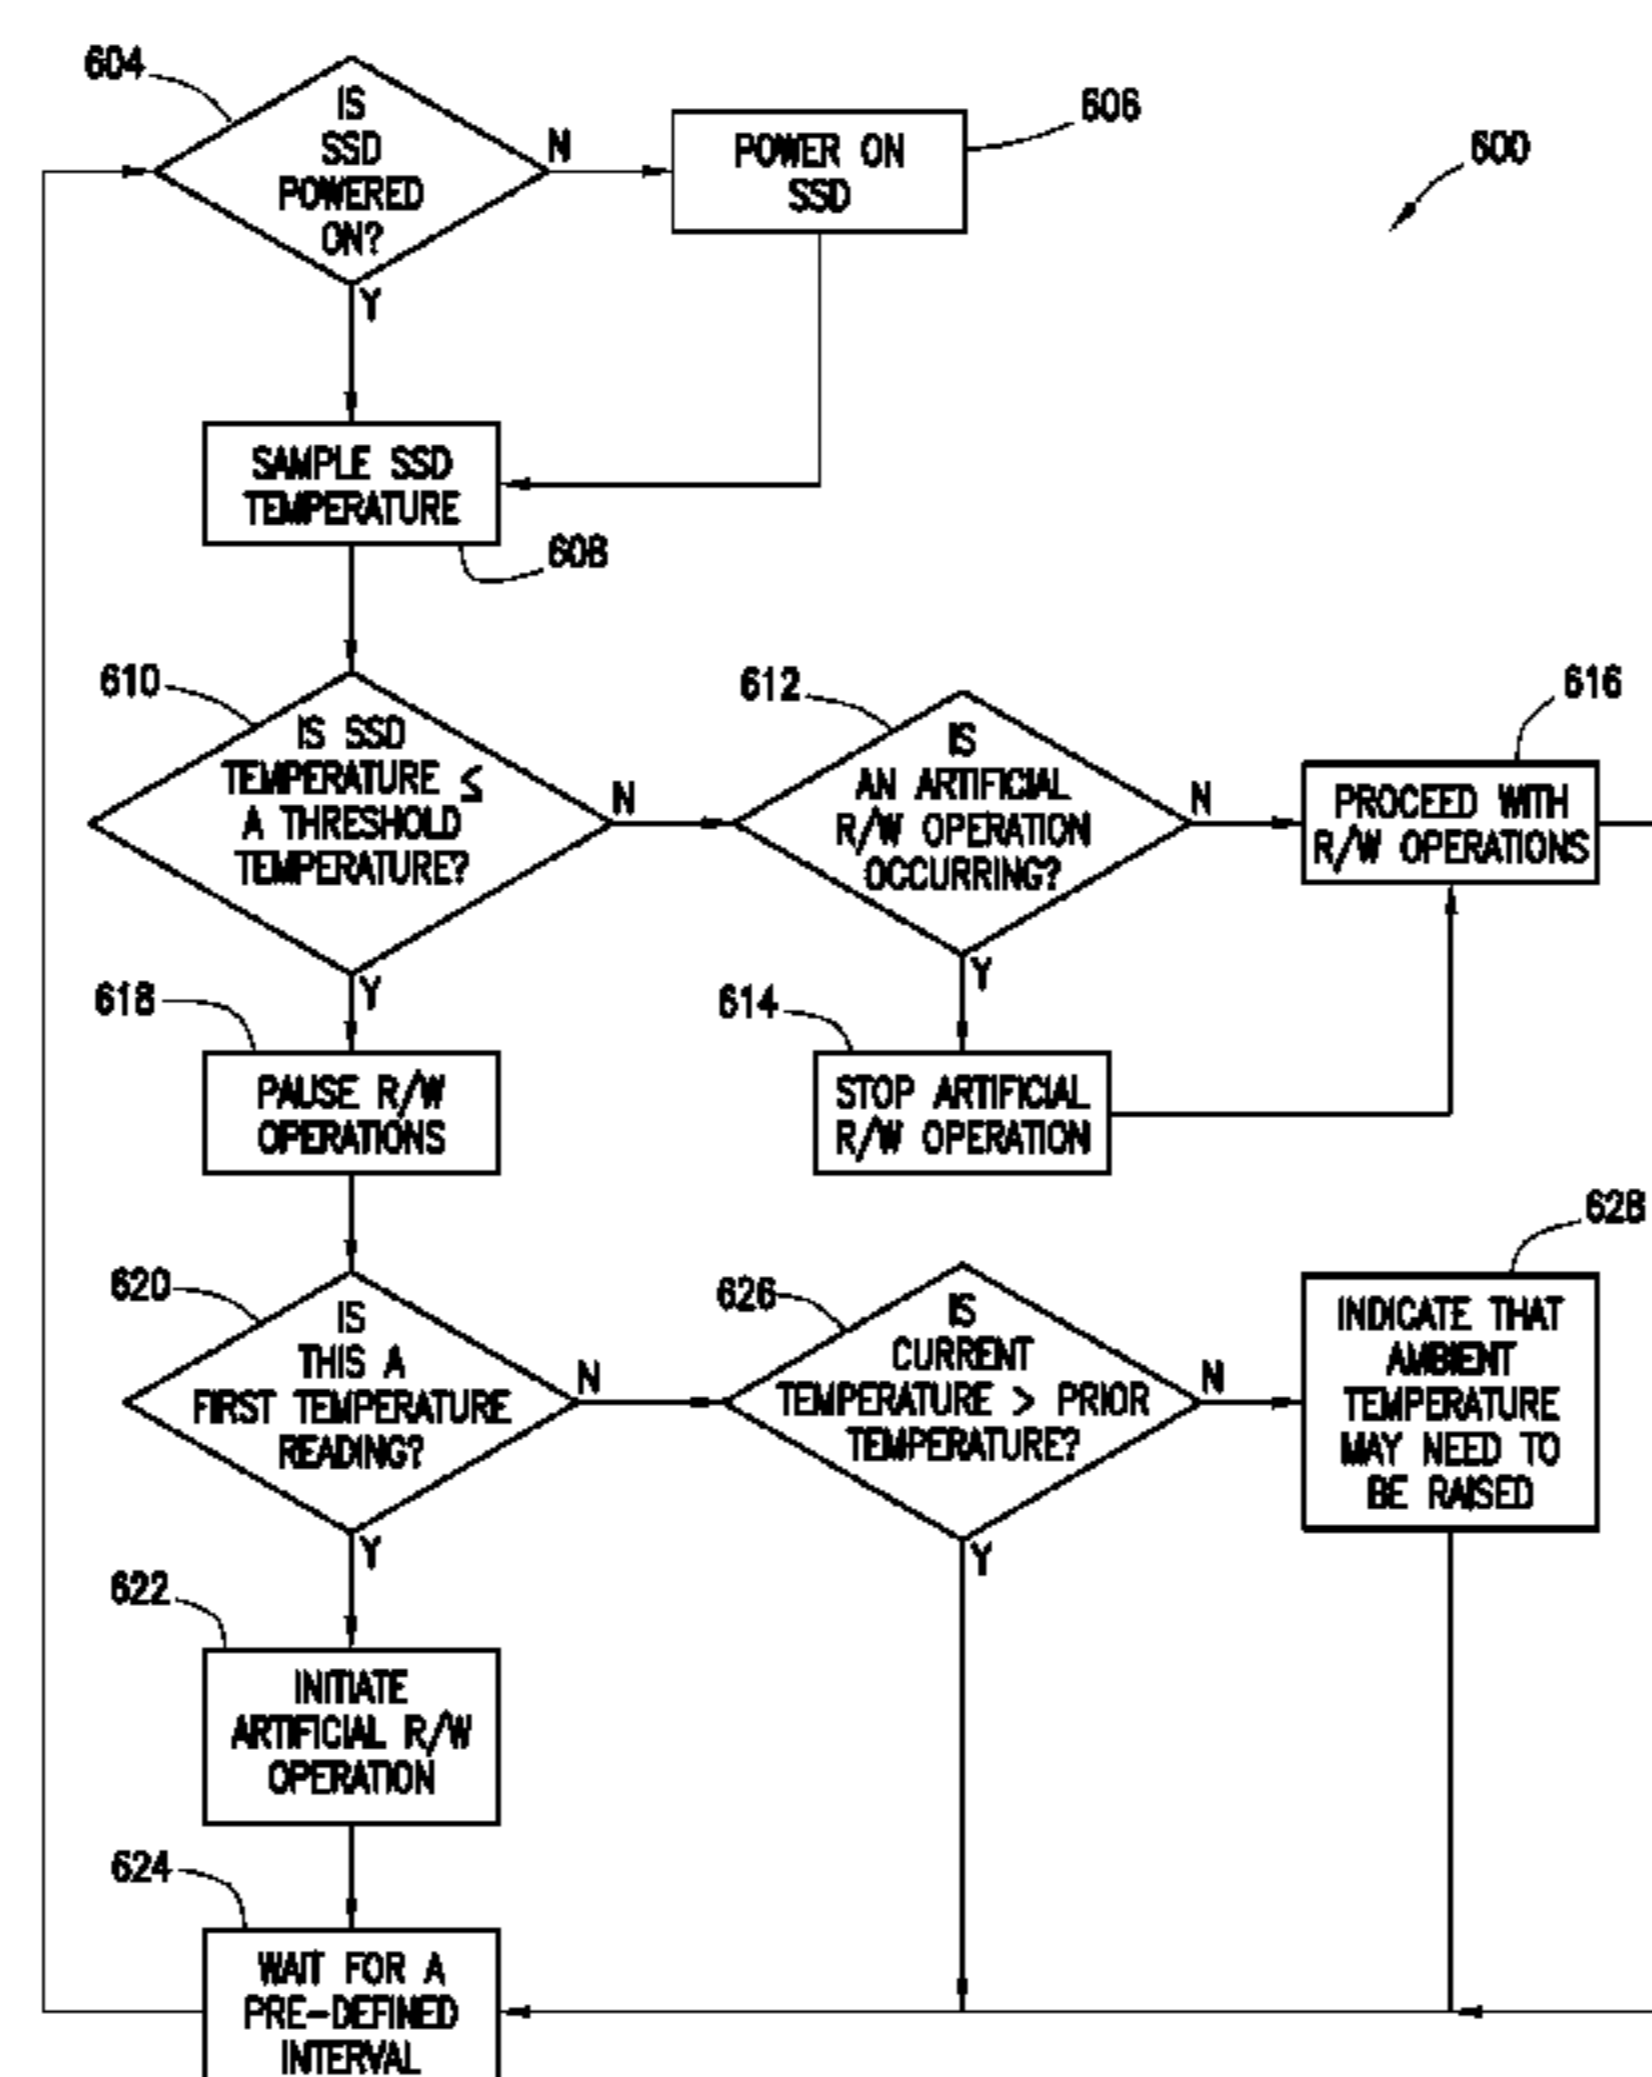 604
IS
SSD
POWERED
ON?
N
Y
POWER ON
SSD
606
600
SAMPLE SSD
TEMPERATURE
608
610
IS SSD
TEMPERATURE ≤
A THRESHOLD
TEMPERATURE?
N
Y
612
IS
AN ARTIFICIAL
R/W OPERATION
OCCURRING?
N
Y
616
PROCEED WITH
R/W OPERATIONS
618
PAUSE R/W
OPERATIONS
614
STOP ARTIFICIAL
R/W OPERATION
620
IS
THIS A
FIRST TEMPERATURE
READING?
N
Y
626
IS
CURRENT
TEMPERATURE > PRIOR
TEMPERATURE?
N
Y
628
INDICATE THAT
AMBIENT
TEMPERATURE
MAY NEED TO
BE RAISED
622
INITIATE
ARTIFICIAL R/W
OPERATION
624
WAIT FOR A
PRE-DEFINED
INTERVAL